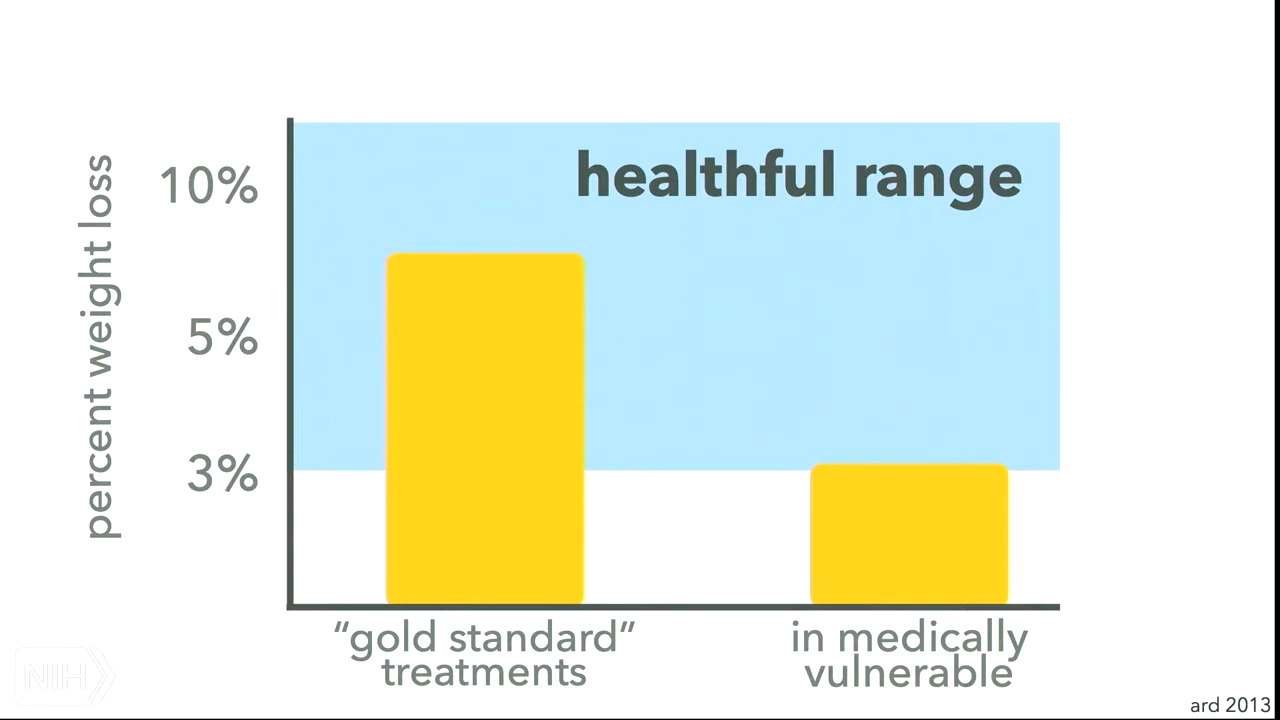 healthful range
percent weight loss
10%
5%
3%
“gold standard”
treatments
in medically
vulnerable
NIH
ard 2013